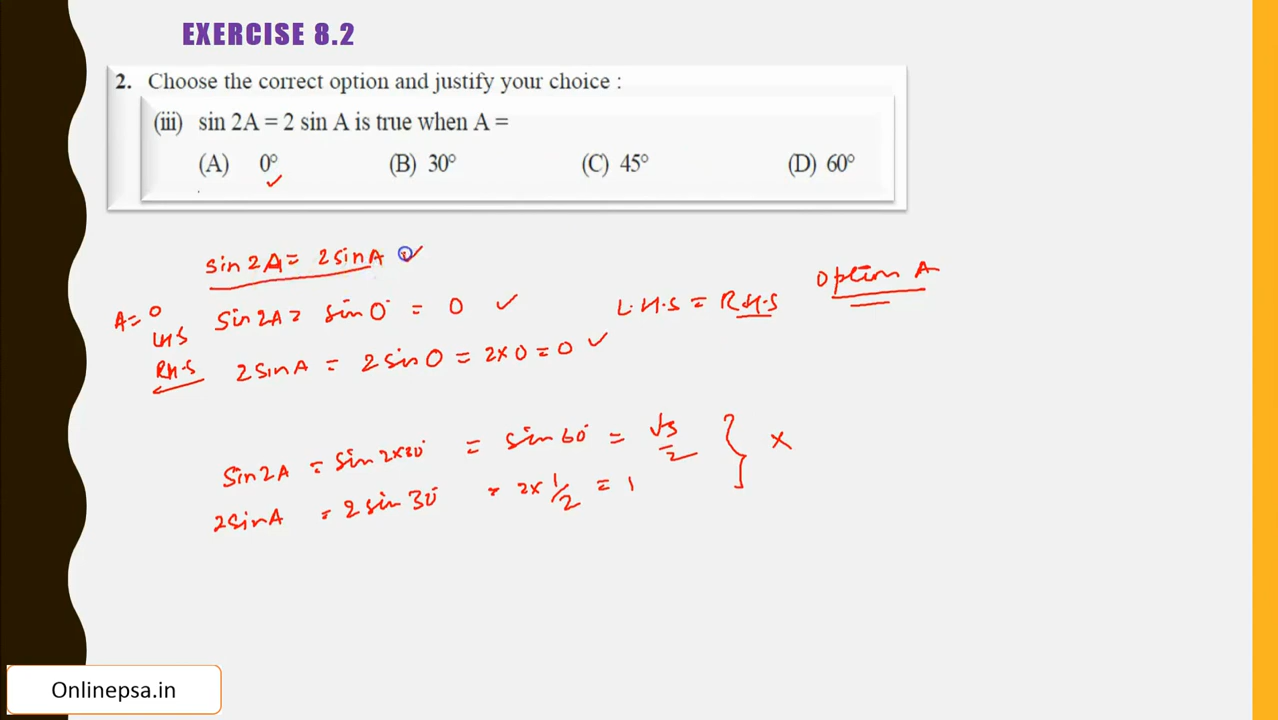 EXERCISE 8.2
2. Choose the correct option and justify your choice :
(iii) sin 2A = 2 sin A is true when A =
(A) 0° (B) 30° (C) 45° (D) 60°
sin 2A = 2 sin A
Option A
A = 0
LHS Sin 2A = sin 0° = 0 L.H.S = R.H.S
RH.S 2 sin A = 2 sin 0 = 2 x 0 = 0
Sin 2A = Sin 2x30° = sin 60° = √3/2 } ×
2 sin A = 2 sin 30° = 2 x 1/2 = 1
Onlinepsa.in